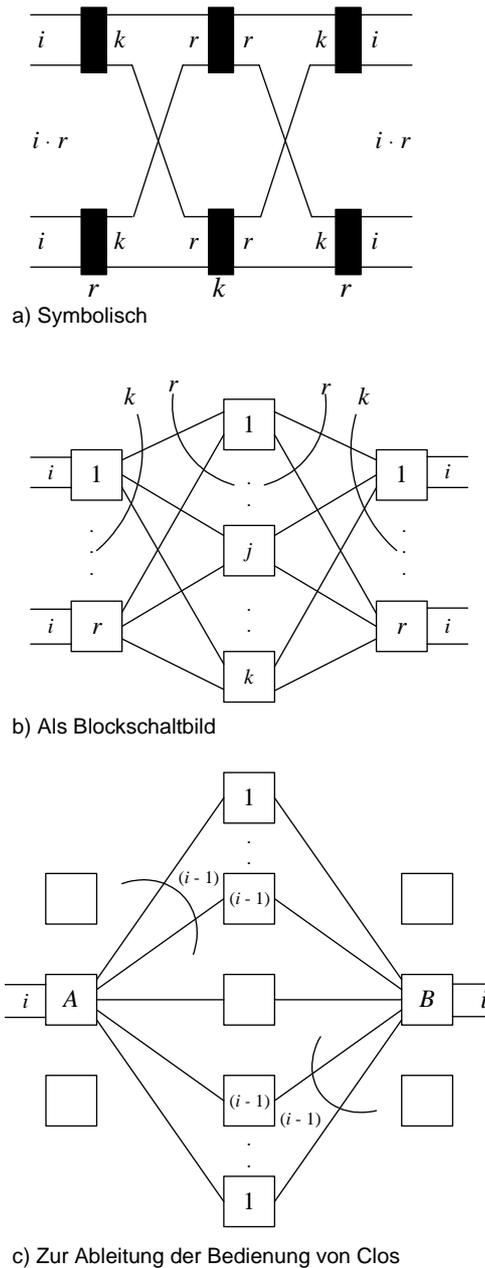 i k r r k i
i · r i · r
i k r r k i
r k r
a) Symbolisch
k r r k
1
i 1 1 i
j
i r r i
k
b) Als Blockschaltbild
1
(i - 1)
(i - 1)
i A B i
(i - 1)
(i - 1)
1
c) Zur Ableitung der Bedienung von Clos